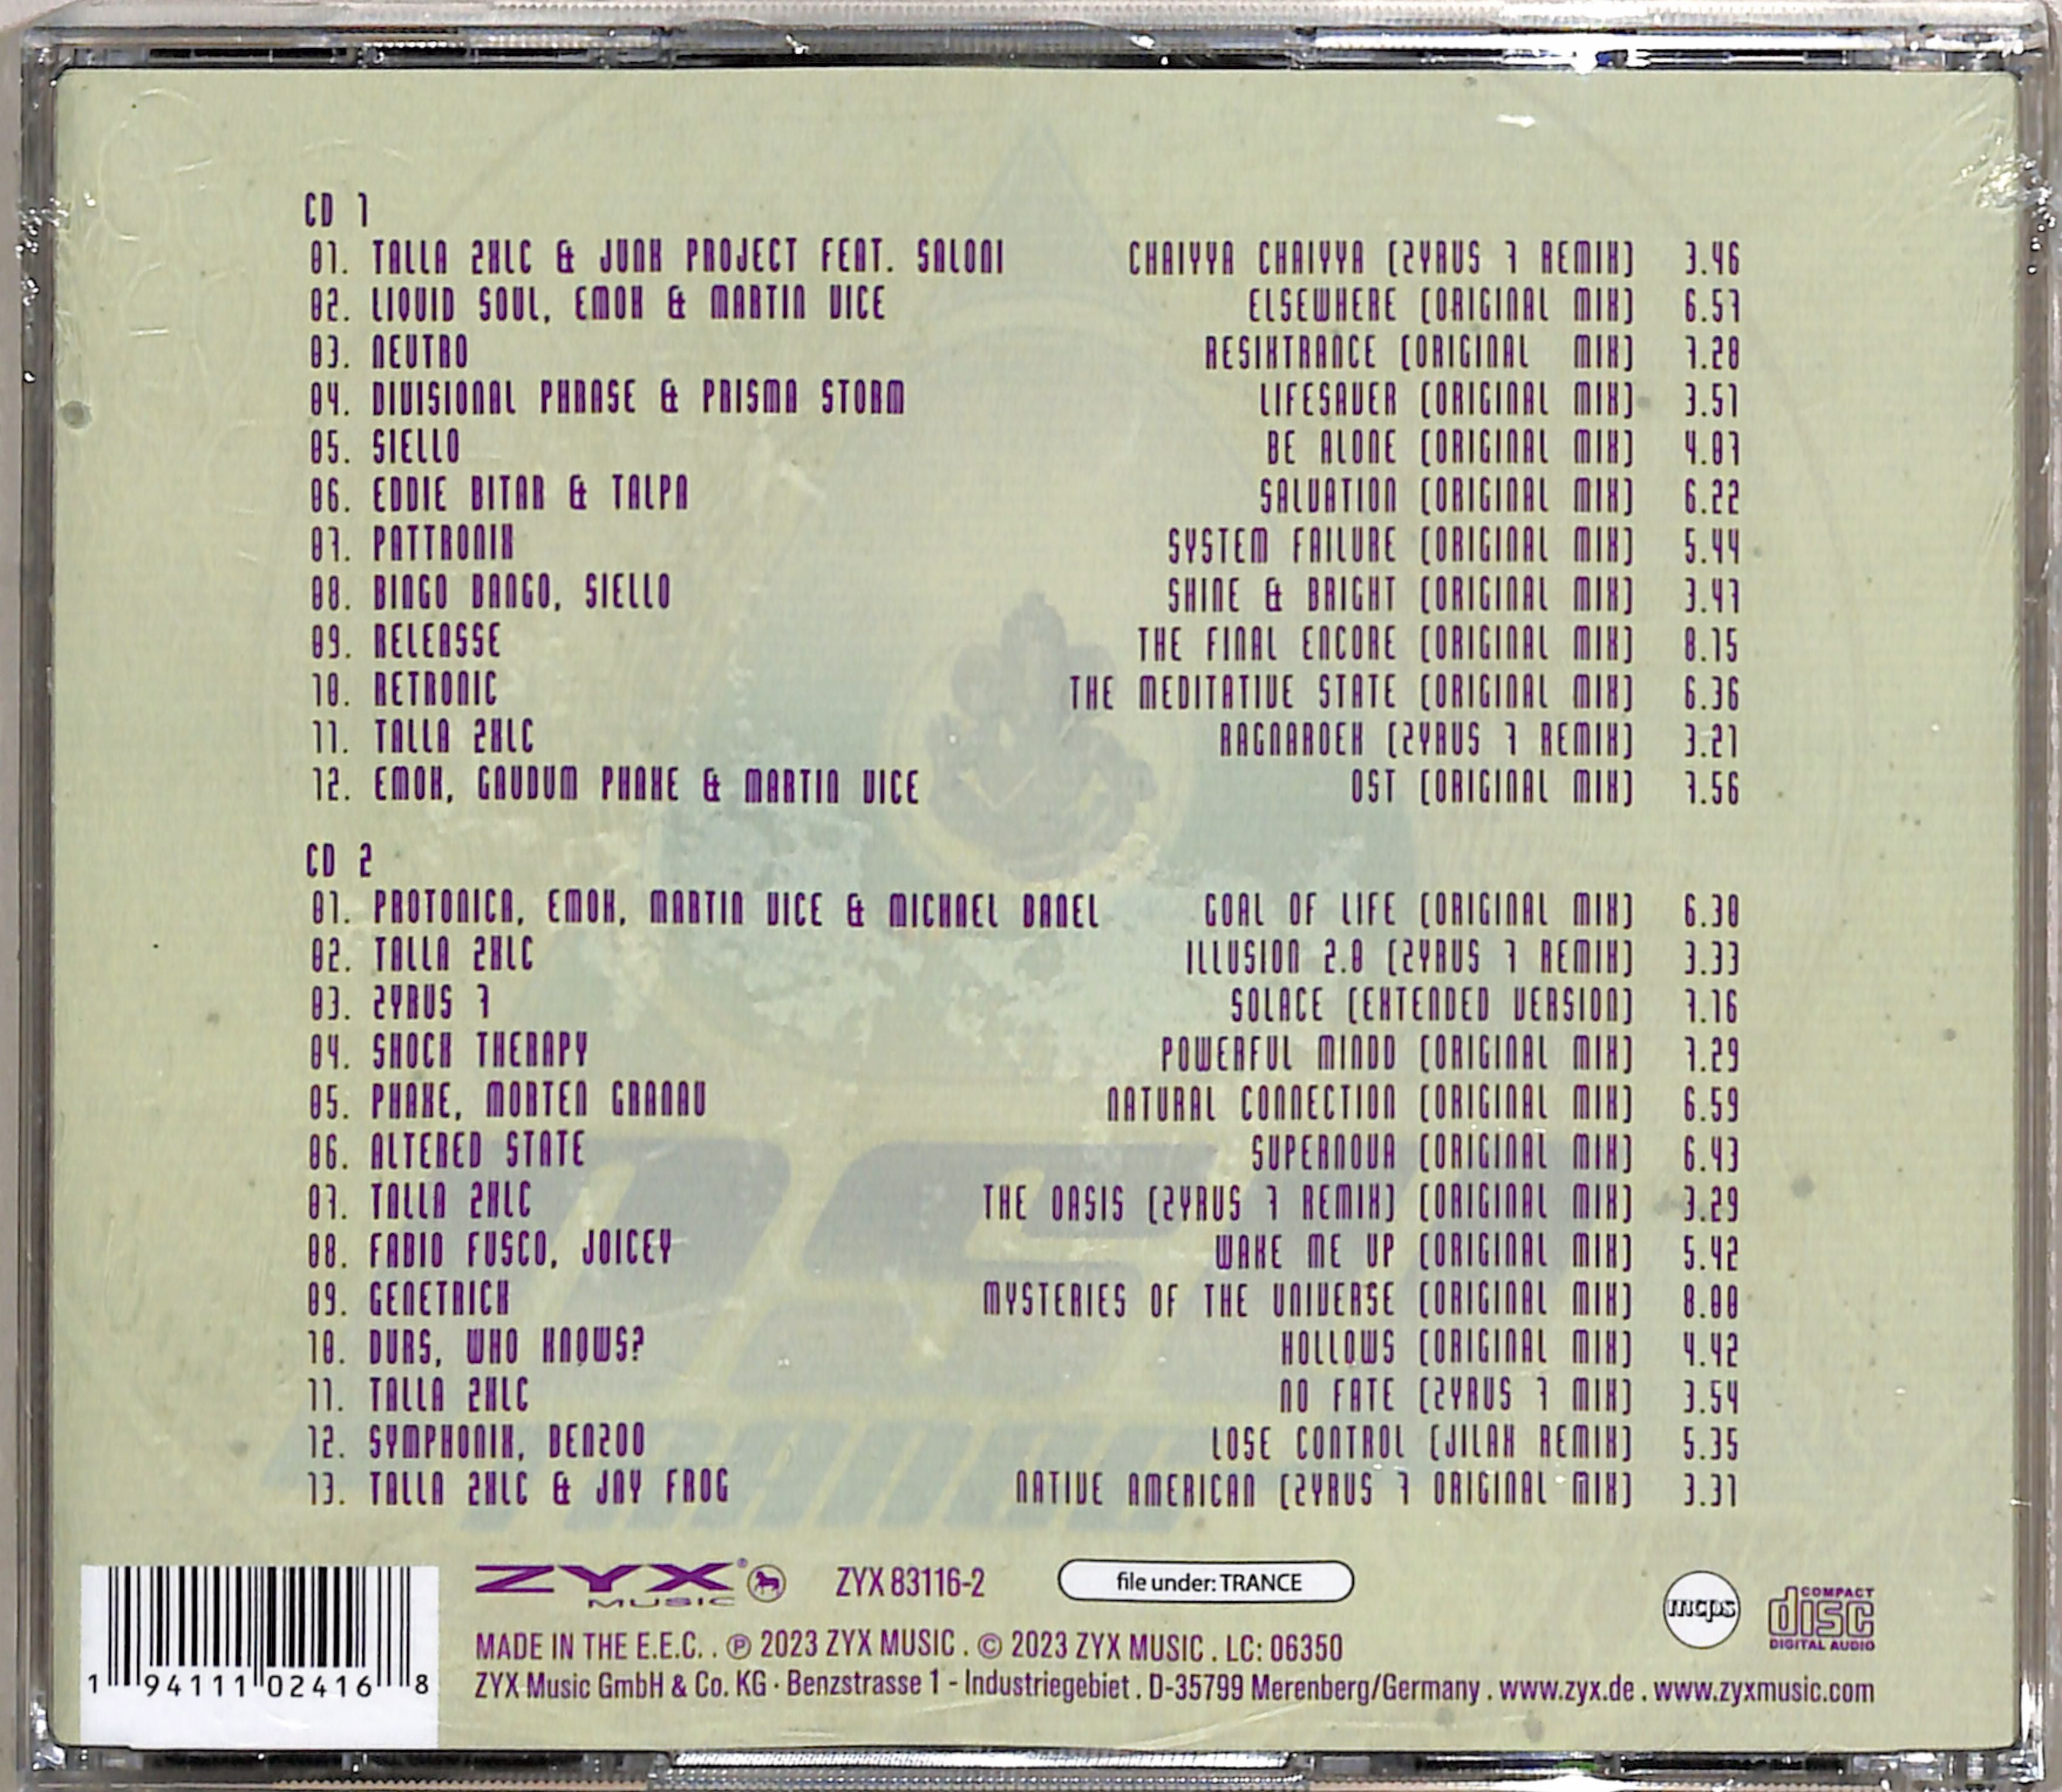 CD 1
01. TALLA 2XLC & JUNK PROJECT FEAT. SALONI CHAIYYA CHAIYYA (ZYRUS 7 REMIX) 3.46
02. LIQUID SOUL, EMOK & MARTIN VICE ELSEWHERE (ORIGINAL MIX) 6.57
03. NEUTRO RESIXTRANCE (ORIGINAL MIX) 7.28
04. DIVISIONAL PHRASE & PRISMA STORM LIFESAVER (ORIGINAL MIX) 3.57
05. SIELLO BE ALONE (ORIGINAL MIX) 4.07
06. EDDIE BITAR & TALPA SALVATION (ORIGINAL MIX) 6.22
07. PATTRONIX SYSTEM FAILURE (ORIGINAL MIX) 5.44
08. BINGO BANGO, SIELLO SHINE & BRIGHT (ORIGINAL MIX) 3.47
09. RELEASSE THE FINAL ENCORE (ORIGINAL MIX) 8.15
10. RETRONIC THE MEDITATIVE STATE (ORIGINAL MIX) 6.36
11. TALLA 2XLC RAGNAROEK (ZYRUS 7 REMIX) 3.21
12. EMOK, GAUDUM PHAXE & MARTIN VICE OST (ORIGINAL MIX) 7.56
CD 2
01. PROTONICA, EMOK, MARTIN VICE & MICHAEL BANEL GOAL OF LIFE (ORIGINAL MIX) 6.30
02. TALLA 2XLC ILLUSION 2.0 (ZYRUS 7 REMIX) 3.33
03. ZYRUS 7 SOLACE (EXTENDED VERSION) 7.16
04. SHOCK THERAPY POWERFUL MINDD (ORIGINAL MIX) 7.29
05. PHAXE, MORTEN GRANAU NATURAL CONNECTION (ORIGINAL MIX) 6.59
06. ALTERED STATE SUPERNOVA (ORIGINAL MIX) 6.43
07. TALLA 2XLC THE OASIS (ZYRUS 7 REMIX) (ORIGINAL MIX) 3.29
08. FABIO FUSCO, JOICEY WAKE ME UP (ORIGINAL MIX) 5.42
09. GENETRICK MYSTERIES OF THE UNIVERSE (ORIGINAL MIX) 8.00
10. DURS, WHO KNOWS? HOLLOWS (ORIGINAL MIX) 4.42
11. TALLA 2XLC NO FATE (ZYRUS 7 MIX) 3.54
12. SYMPHONIX, BENZOO LOSE CONTROL (JILAX REMIX) 5.35
13. TALLA 2XLC & JAY FROG NATIVE AMERICAN (ZYRUS 7 ORIGINAL MIX) 3.31
ZYX® MUSIC ZYX 83116-2 file under: TRANCE
mcps COMPACT disc DIGITAL AUDIO
MADE IN THE E.E.C. . ℗ 2023 ZYX MUSIC . © 2023 ZYX MUSIC . LC: 06350
ZYX Music GmbH & Co. KG · Benzstrasse 1 - Industriegebiet . D-35799 Merenberg/Germany . www.zyx.de . www.zyxmusic.com
1 94111 02416 8
PSY
TRANCE